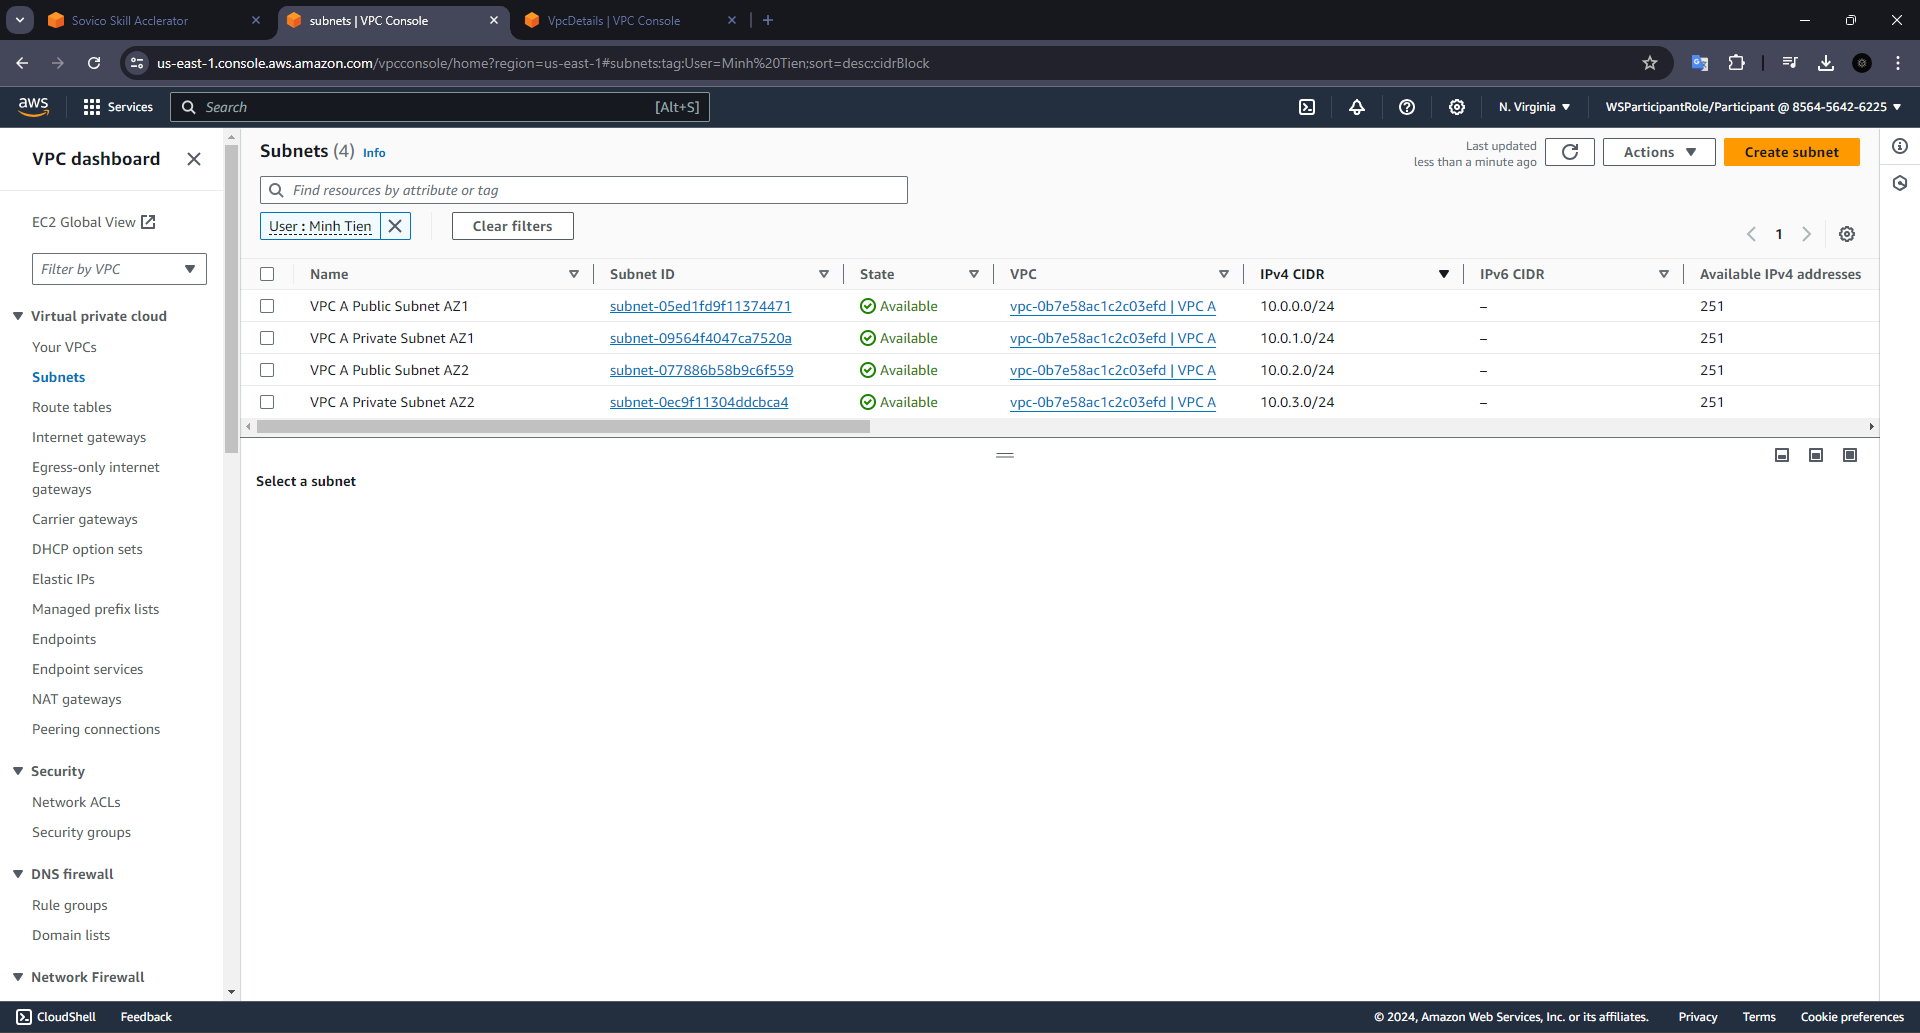 Sovico Skill Acclerator
subnets | VPC Console
VpcDetails | VPC Console
us-east-1.console.aws.amazon.com/vpcconsole/home?region=us-east-1#subnets:tag:User=Minh%20Tien;sort=desc:cidrBlock
aws
Services
Search
[Alt+S]
N. Virginia
WSParticipantRole/Participant @ 8564-5642-6225
VPC dashboard
EC2 Global View
Filter by VPC
Virtual private cloud
Your VPCs
Subnets
Route tables
Internet gateways
Egress-only internet
gateways
Carrier gateways
DHCP option sets
Elastic IPs
Managed prefix lists
Endpoints
Endpoint services
NAT gateways
Peering connections
Security
Network ACLs
Security groups
DNS firewall
Rule groups
Domain lists
Network Firewall
Subnets (4) Info
Last updated
less than a minute ago
Actions
Create subnet
Find resources by attribute or tag
User : Minh Tien
Clear filters
1
Name Subnet ID State VPC IPv4 CIDR IPv6 CIDR Available IPv4 addresses
VPC A Public Subnet AZ1 subnet-05ed1fd9f11374471 Available vpc-0b7e58ac1c2c03efd | VPC A 10.0.0.0/24 – 251
VPC A Private Subnet AZ1 subnet-09564f4047ca7520a Available vpc-0b7e58ac1c2c03efd | VPC A 10.0.1.0/24 – 251
VPC A Public Subnet AZ2 subnet-077886b58b9c6f559 Available vpc-0b7e58ac1c2c03efd | VPC A 10.0.2.0/24 – 251
VPC A Private Subnet AZ2 subnet-0ec9f11304ddcbca4 Available vpc-0b7e58ac1c2c03efd | VPC A 10.0.3.0/24 – 251
Select a subnet
CloudShell
Feedback
© 2024, Amazon Web Services, Inc. or its affiliates.
Privacy
Terms
Cookie preferences